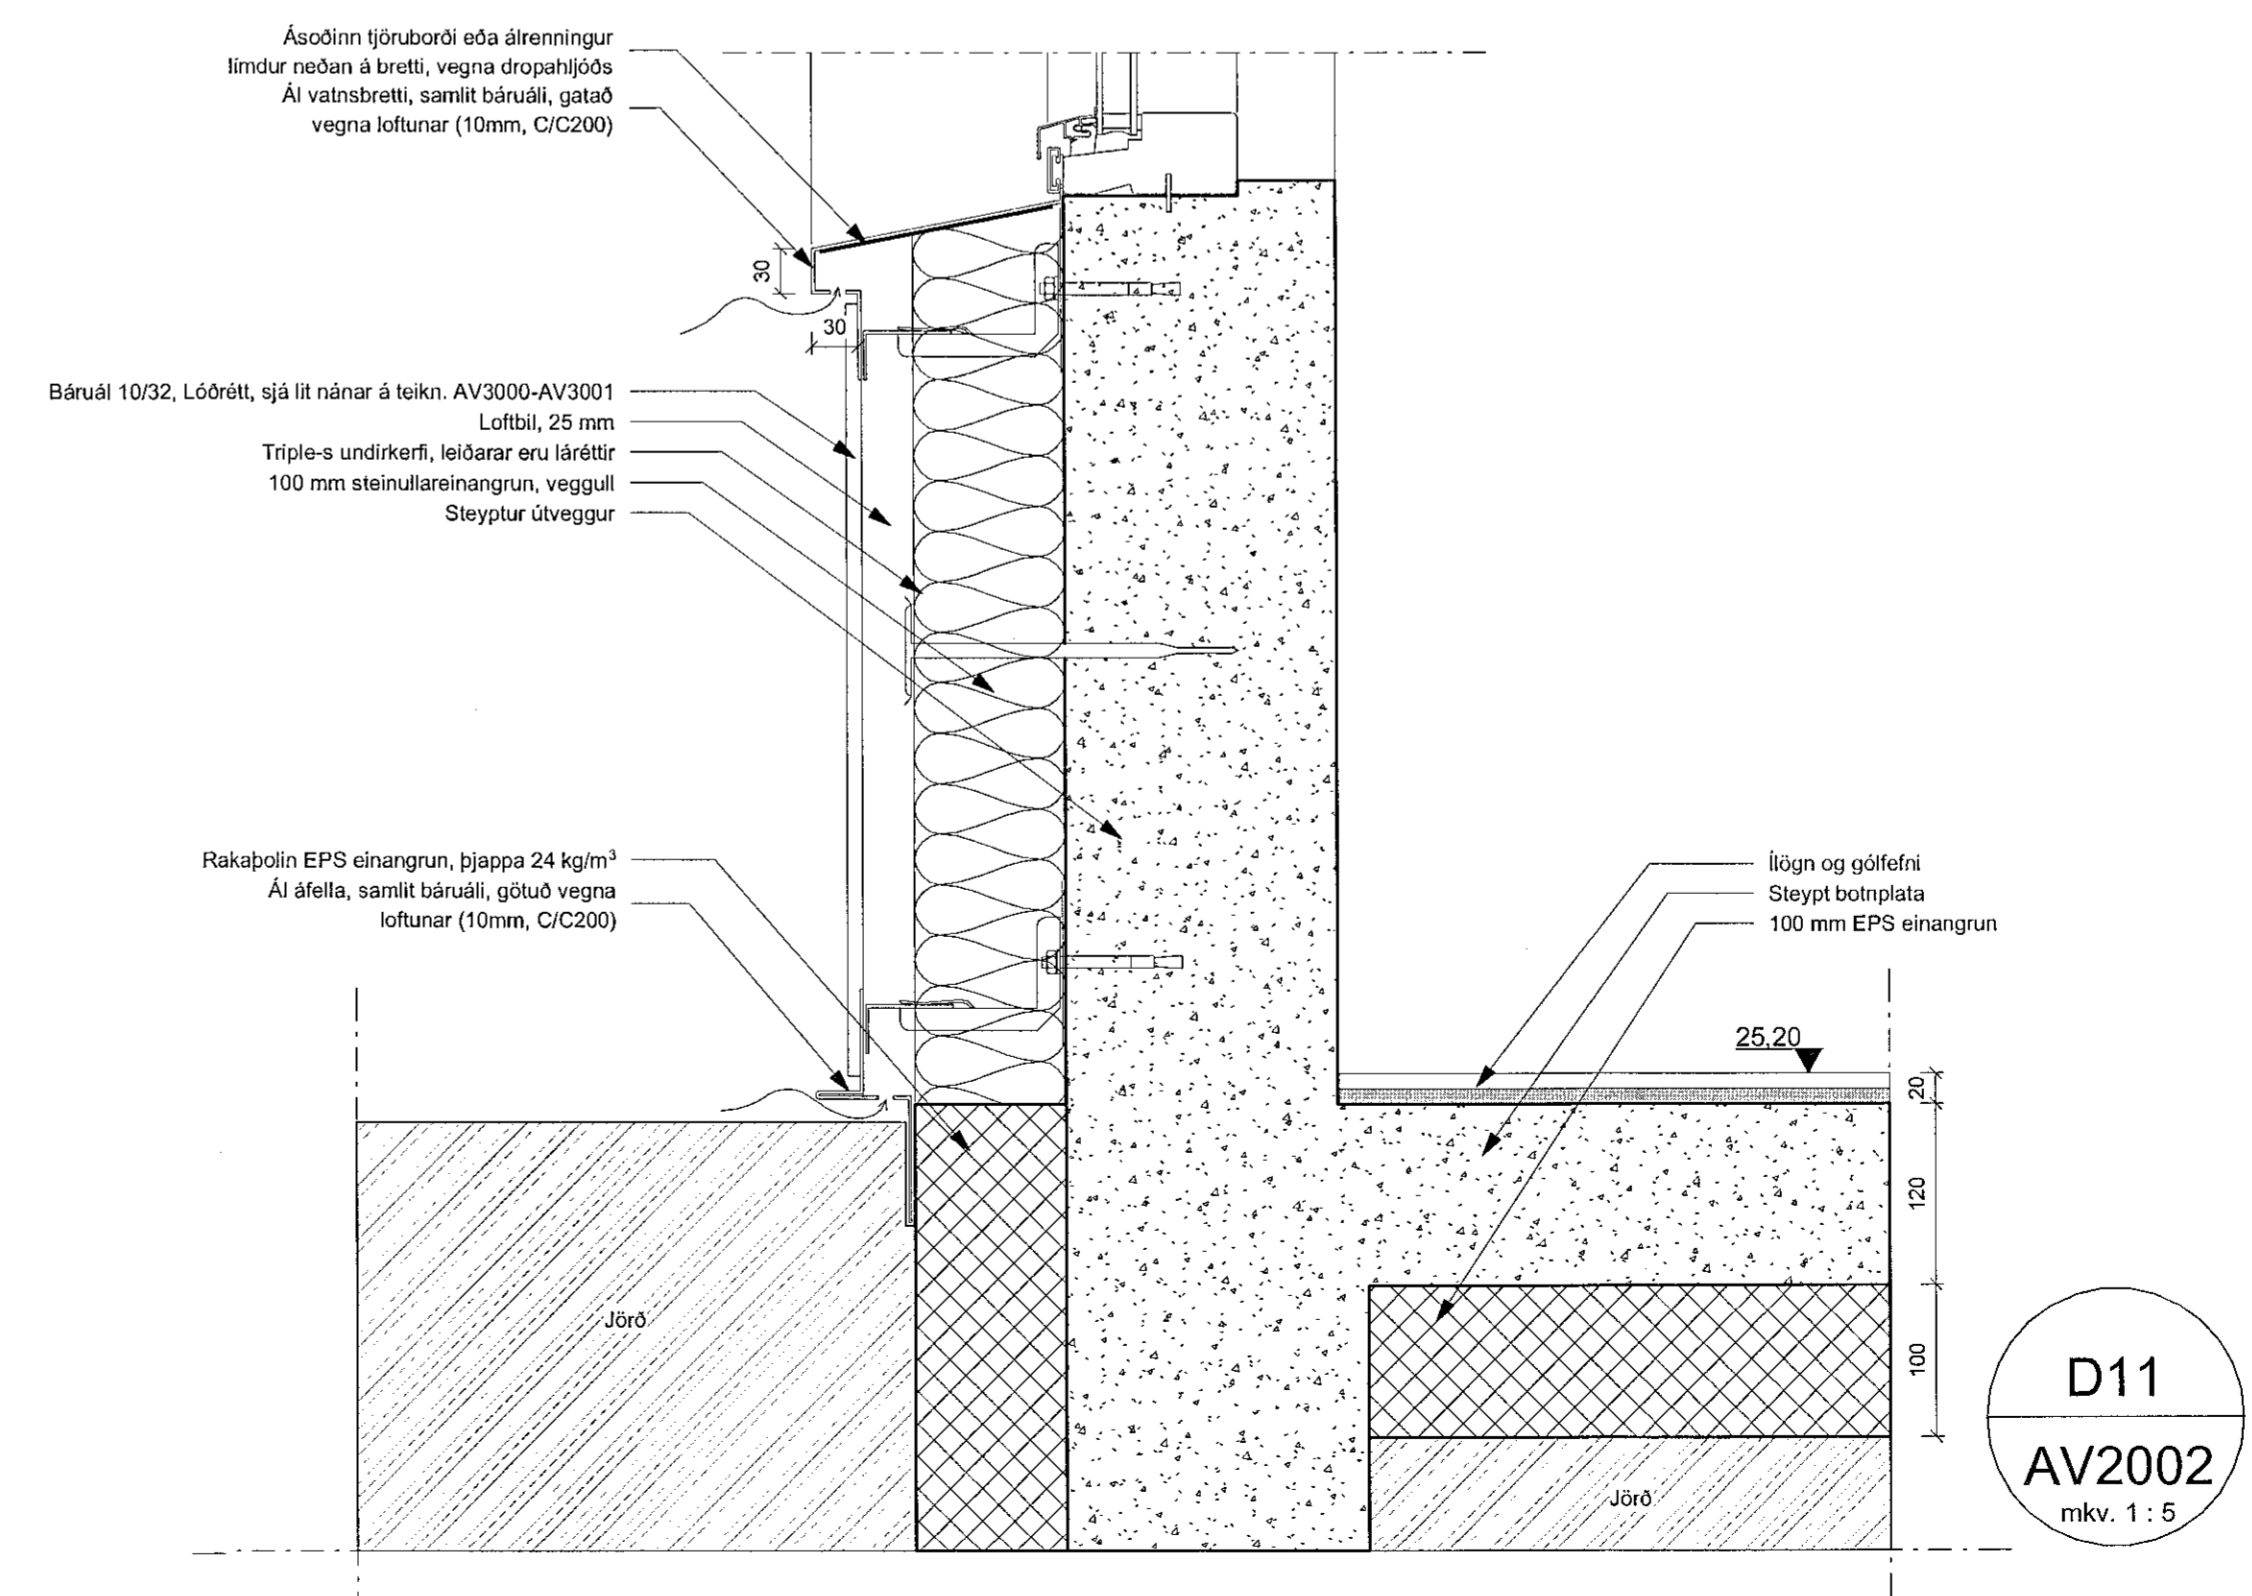 Ásoðinn tjöruborði eða álrenningur
límdur neðan á bretti, vegna dropahljóðs
Ál vatnsbretti, samlit báruáli, gatað
vegna loftunar (10mm, C/C200)
30
30
Báruál 10/32, Lóðrétt, sjá lit nánar á teikn. AV3000-AV3001
Loftbil, 25 mm
Triple-s undirkerfi, leiðarar eru láréttir
100 mm steinullareinangrun, veggull
Steyptur útveggur
Rakaþolin EPS einangrun, þjappa 24 kg/m³
Ál áfella, samlit báruáli, götuð vegna
loftunar (10mm, C/C200)
Ílögn og gólfefni
Steypt botnplata
100 mm EPS einangrun
25,20
20
120
100
Jörð
Jörð
D11
AV2002
mkv. 1 : 5